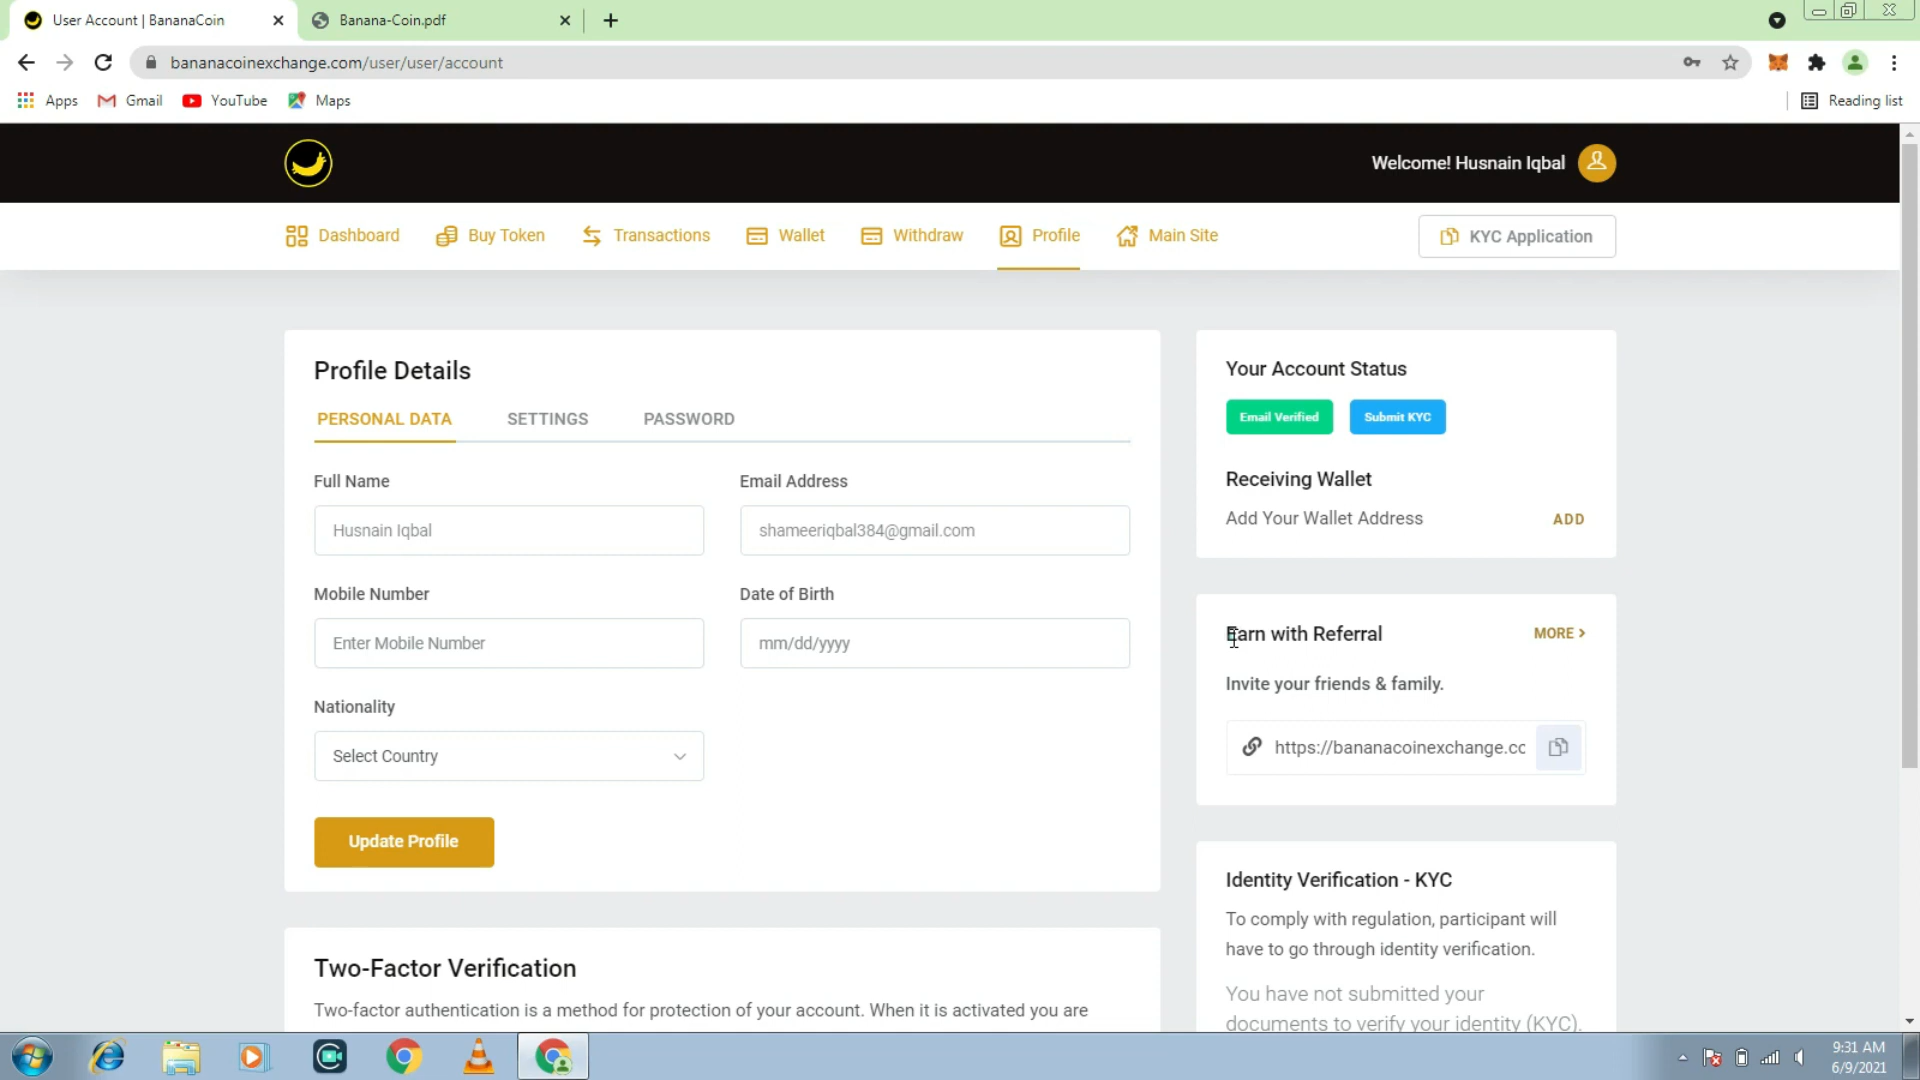 User Account | BananaCoin
Banana-Coin.pdf
bananacoinexchange.com/user/user/account
Apps
Gmail
YouTube
Maps
Reading list
Welcome! Husnain Iqbal
Dashboard
Buy Token
Transactions
Wallet
Withdraw
Profile
Main Site
KYC Application
Profile Details
PERSONAL DATA
SETTINGS
PASSWORD
Full Name
Email Address
Husnain Iqbal
shameeriqbal384@gmail.com
Mobile Number
Date of Birth
Enter Mobile Number
mm/dd/yyyy
Nationality
Select Country
Update Profile
Two-Factor Verification
Two-factor authentication is a method for protection of your account. When it is activated you are
Your Account Status
Email Verified
Submit KYC
Receiving Wallet
Add Your Wallet Address
ADD
Earn with Referral
MORE >
Invite your friends & family.
https://bananacoinexchange.cc
Identity Verification - KYC
To comply with regulation, participant will
have to go through identity verification.
You have not submitted your
documents to verify your identity (KYC).
9:31 AM
6/9/2021